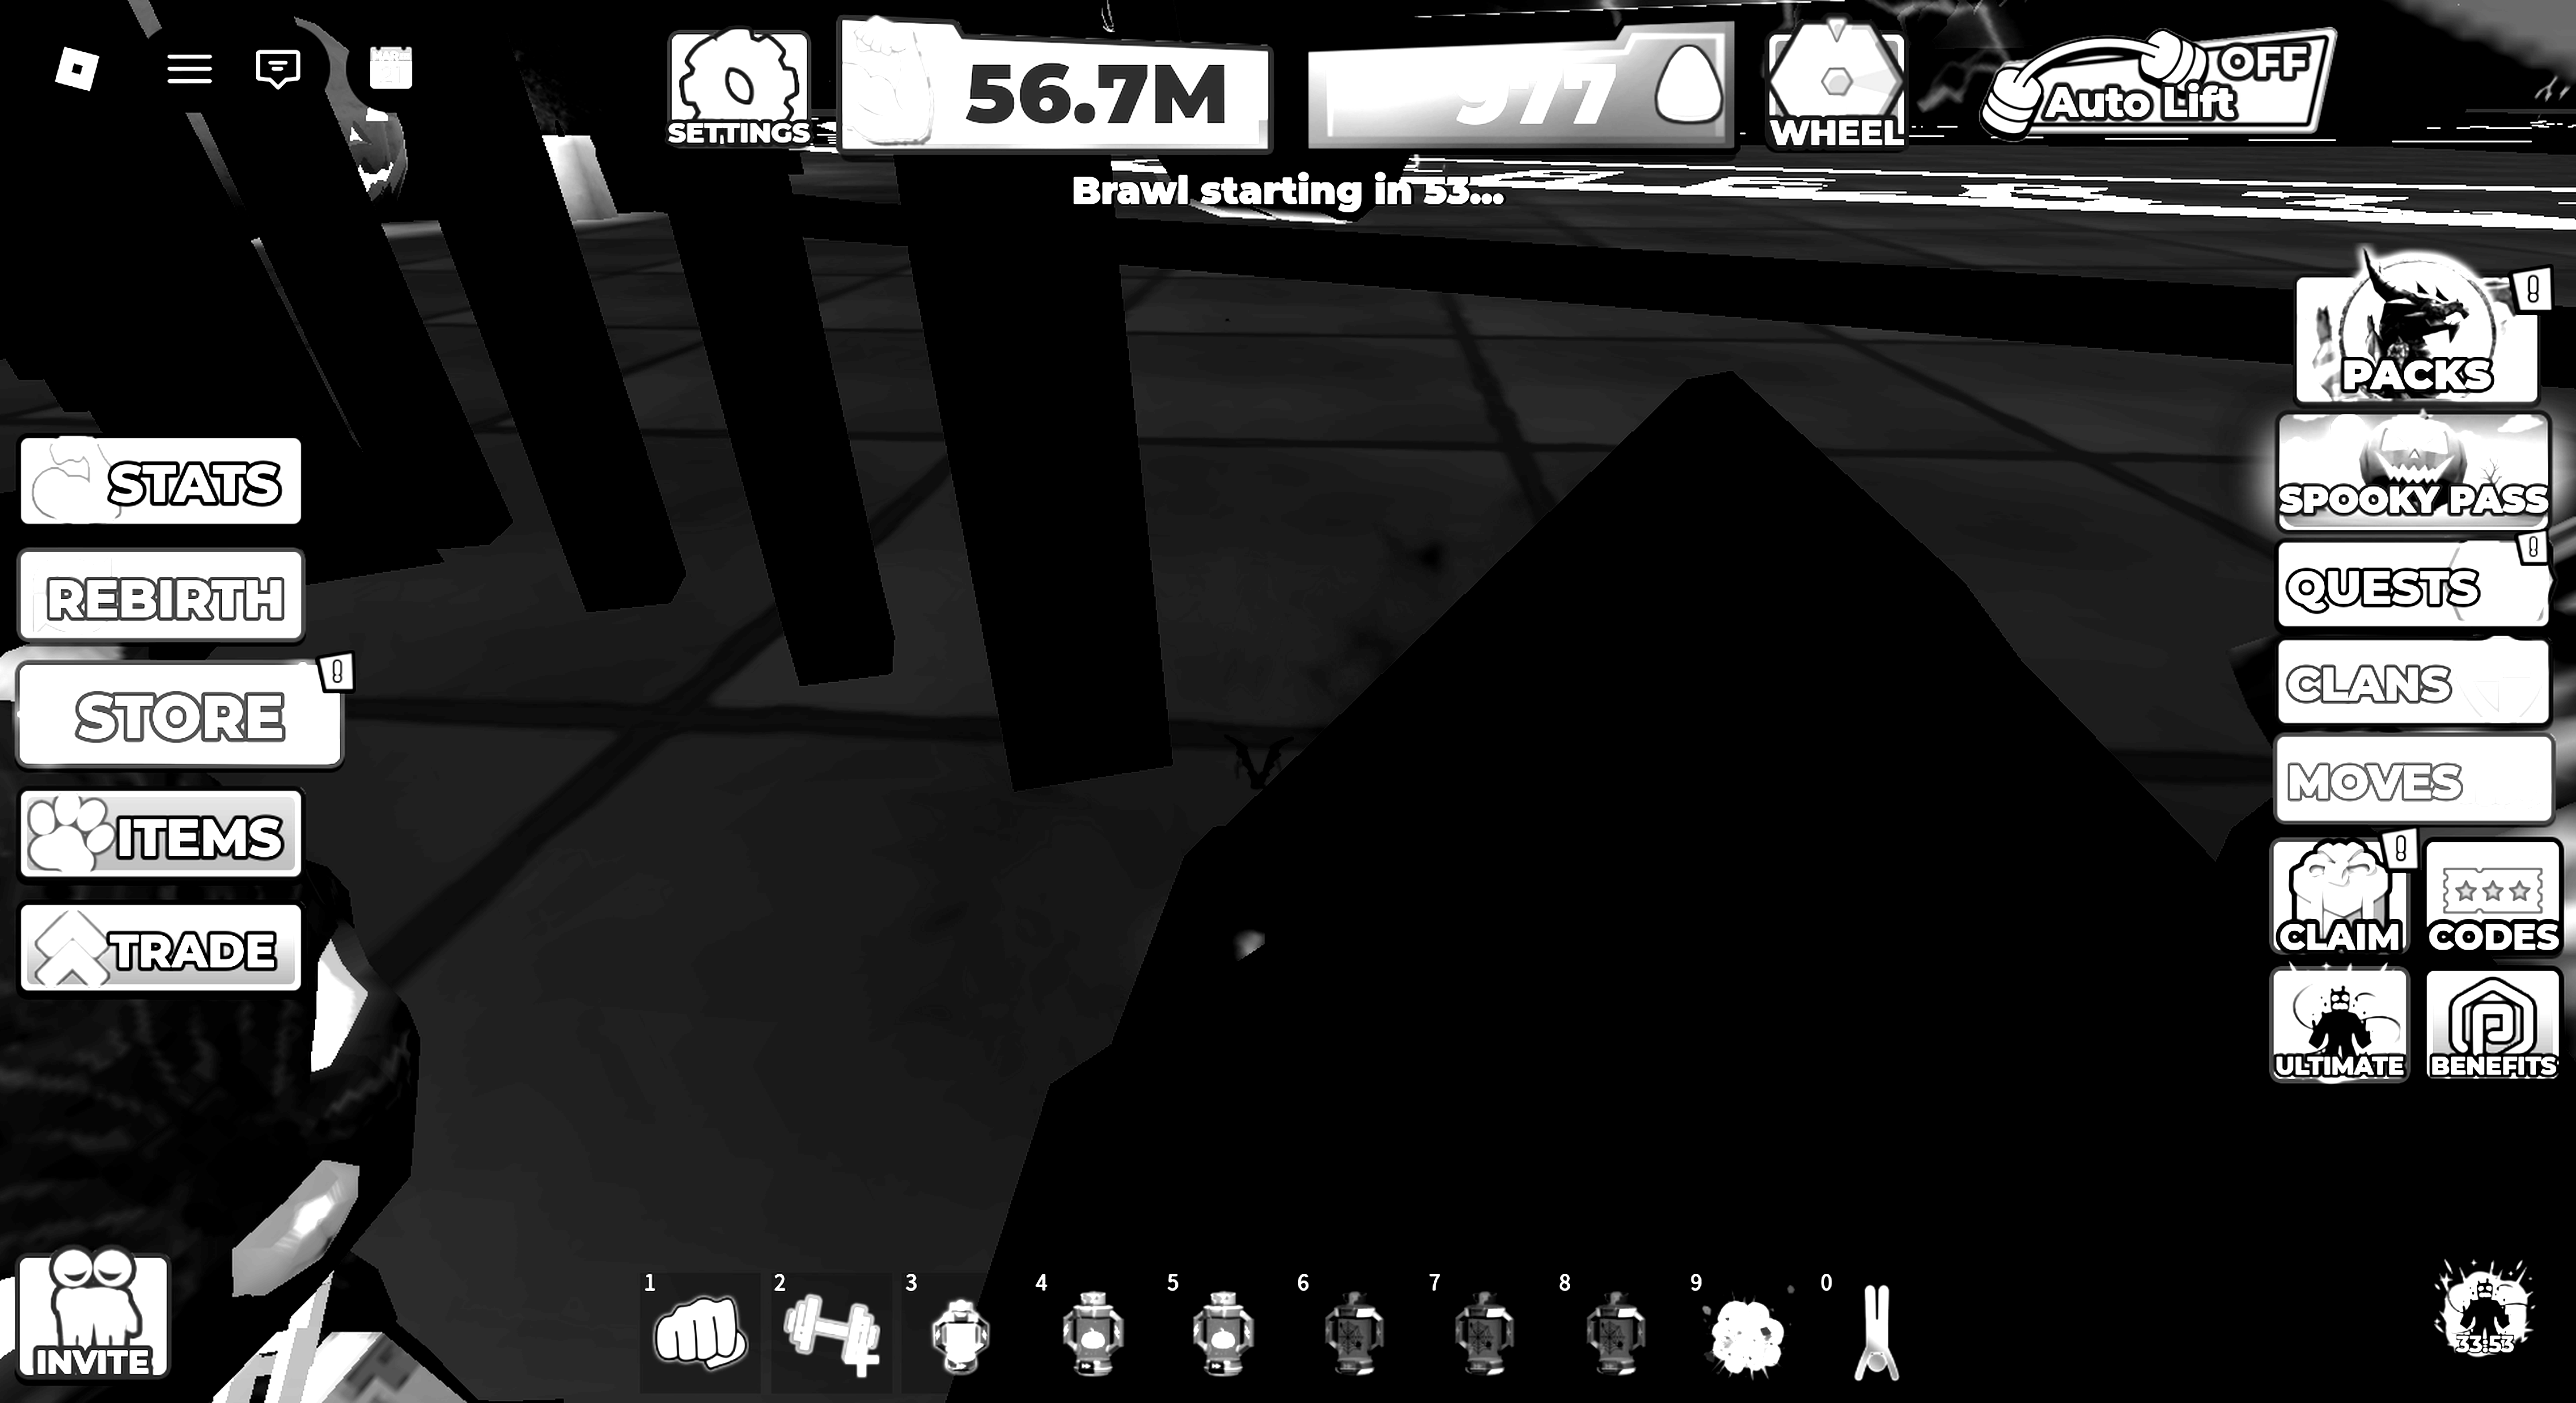 SETTINGS
56.7M
977
WHEEL
OFF
Auto Lift
Brawl starting in 53...
PACKS
STATS
SPOOKY PASS
REBIRTH
QUESTS
STORE
CLANS
MOVES
ITEMS
CLAIM
CODES
TRADE
ULTIMATE
BENEFITS
INVITE
1
2
3
4
5
6
7
8
9
0
33:53